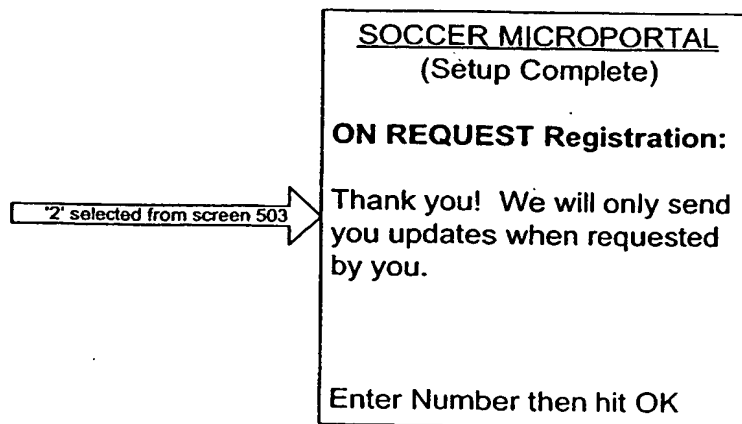 SOCCER MICROPORTAL
(Setup Complete)
ON REQUEST Registration:
'2' selected from screen 503
Thank you! We will only send
you updates when requested
by you.
Enter Number then hit OK